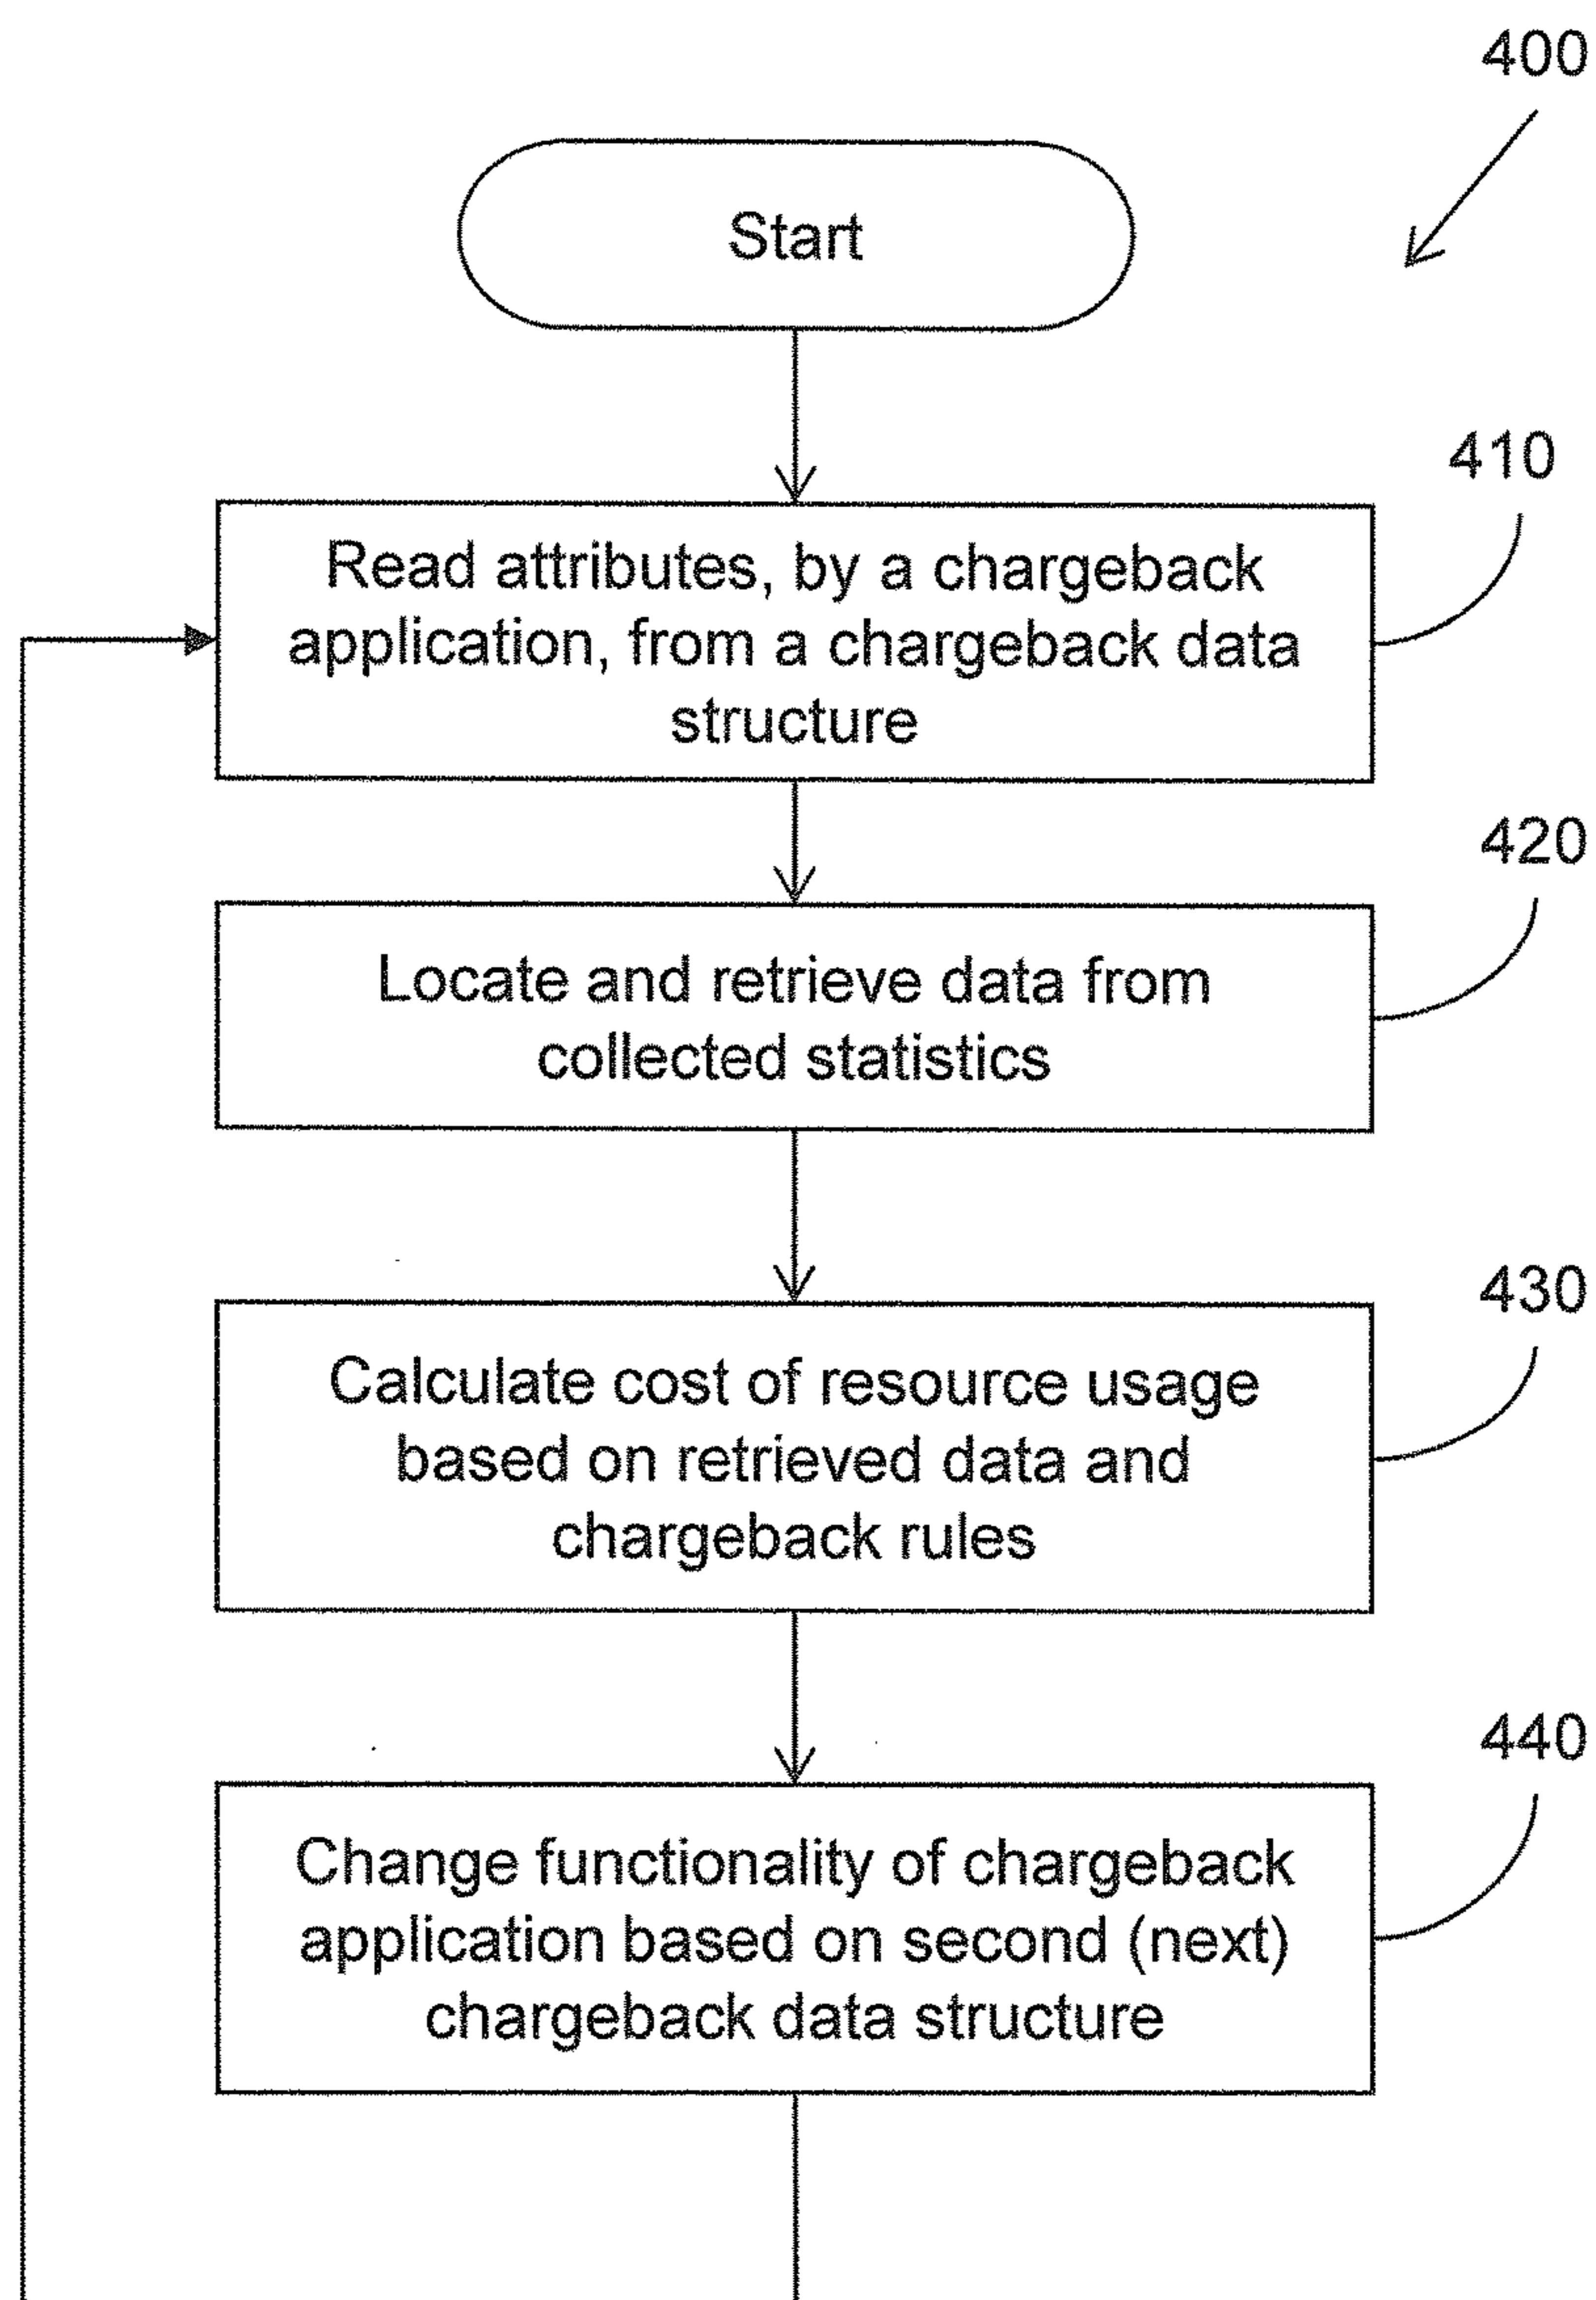 400
Start
410
Read attributes, by a chargeback
application, from a chargeback data
structure
420
Locate and retrieve data from
collected statistics
430
Calculate cost of resource usage
based on retrieved data and
chargeback rules
440
Change functionality of chargeback
application based on second (next)
chargeback data structure